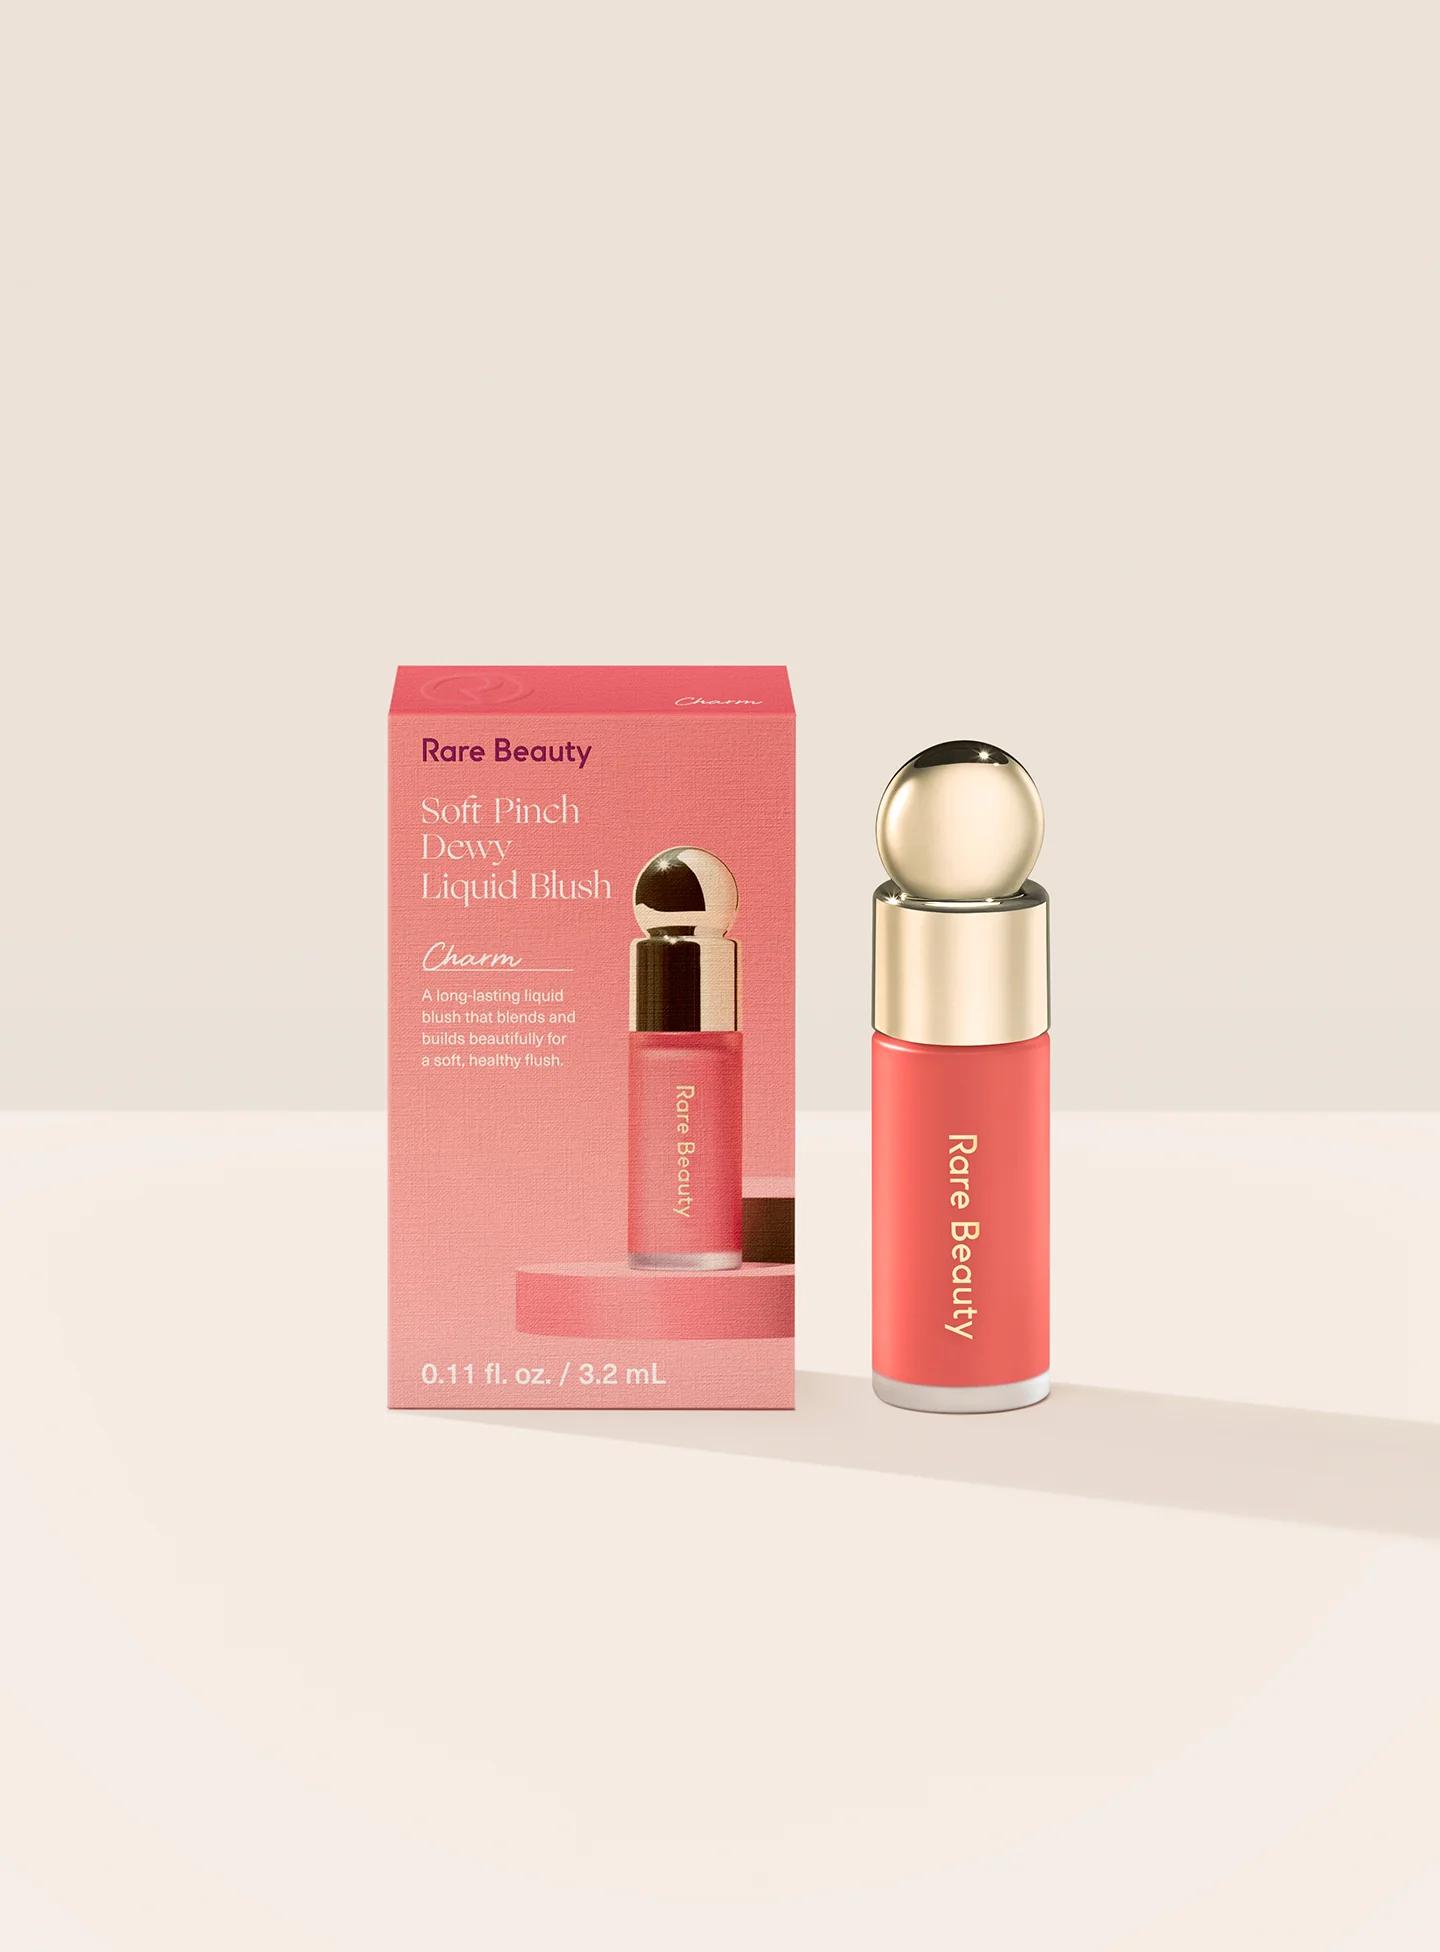 Charm
Rare Beauty
Soft Pinch
Dewy
Liquid Blush
Charm
A long-lasting liquid
blush that blends and
builds beautifully for
a soft, healthy flush.
Rare Beauty
0.11 fl. oz. / 3.2 mL
Rare Beauty